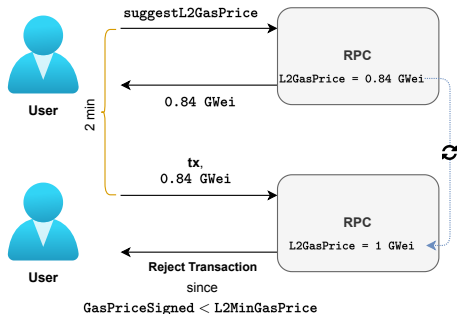 suggestL2GasPrice
RPC
L2GasPrice = 0.84 GWei
0.84 GWei
User
2 min
tx,
0.84 GWei
RPC
L2GasPrice = 1 GWei
Reject Transaction
since
GasPriceSigned < L2MinGasPrice
User